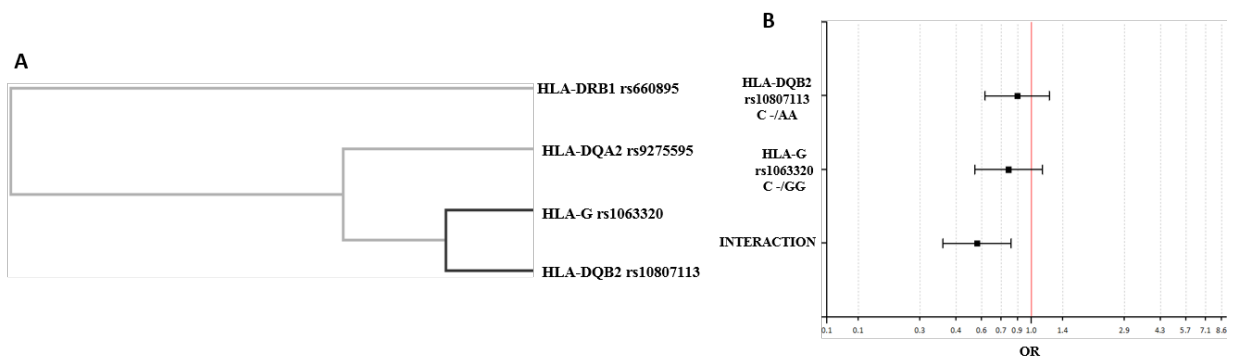 A
HLA-DRB1 rs660895
HLA-DQA2 rs9275595
HLA-G rs1063320
HLA-DQB2 rs10807113
B
HLA-DQB2
rs10807113
C -/AA
HLA-G
rs1063320
C -/GG
INTERACTION
0.1 0.1 0.3 0.4 0.6 0.7 0.9 1.0 1.4 2.9 4.3 5.7 7.1 8.6
OR